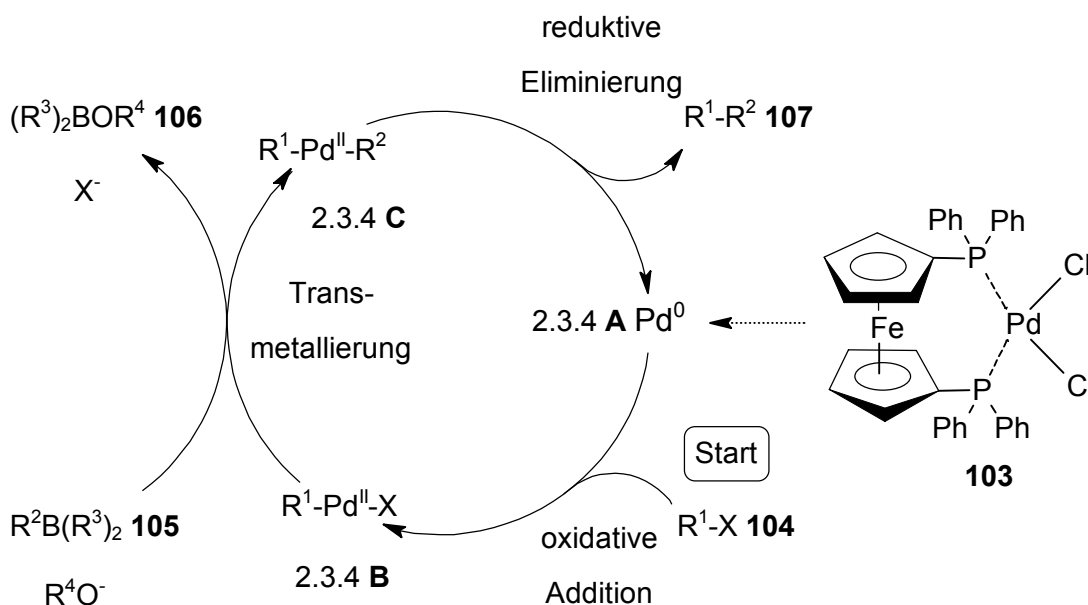 reduktive
Eliminierung
(R³)₂BOR⁴ 106
X⁻
R¹-Pdᴵᴵ-R²
2.3.4 C
R¹-R² 107
Trans-
metallierung
2.3.4 A Pd⁰
Ph Ph
P
Cl
Fe
Pd
C
P
Ph Ph
103
Start
R²B(R³)₂ 105
R⁴O⁻
R¹-Pdᴵᴵ-X
2.3.4 B
R¹-X 104
oxidative
Addition